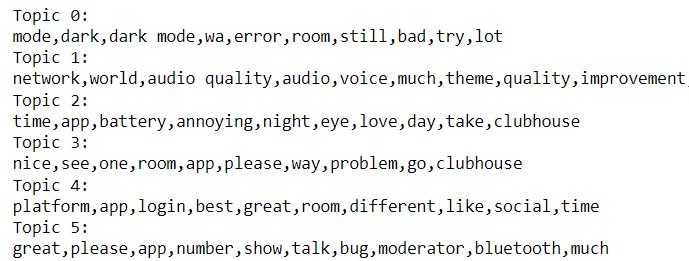 Topic 0:
mode,dark,dark mode,wa,error,room,still,bad,try,lot
Topic 1:
network,world,audio quality,audio,voice,much,theme,quality,improvement,
Topic 2:
time,app,battery,annoying,night,eye,love,day,take,clubhouse
Topic 3:
nice,see,one,room,app,please,way,problem,go,clubhouse
Topic 4:
platform,app,login,best,great,room,different,like,social,time
Topic 5:
great,please,app,number,show,talk,bug,moderator,bluetooth,much